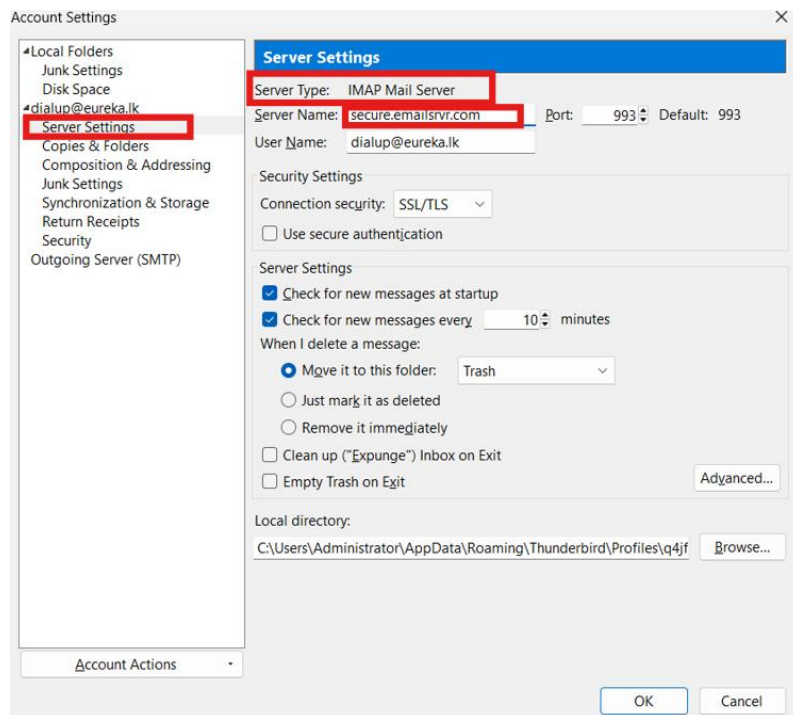 Account Settings
Local Folders
Junk Settings
Disk Space
dialup@eureka.lk
Server Settings
Copies & Folders
Composition & Addressing
Junk Settings
Synchronization & Storage
Return Receipts
Security
Outgoing Server (SMTP)
Account Actions
Server Settings
Server Type: IMAP Mail Server
Server Name: secure.emailsrvr.com Port: 993 Default: 993
User Name: dialup@eureka.lk
Security Settings
Connection security: SSL/TLS
Use secure authentication
Server Settings
Check for new messages at startup
Check for new messages every 10 minutes
When I delete a message:
Move it to this folder: Trash
Just mark it as deleted
Remove it immediately
Clean up ("Expunge") Inbox on Exit
Empty Trash on Exit
Advanced...
Local directory:
C:\Users\Administrator\AppData\Roaming\Thunderbird\Profiles\q4jf Browse...
OK Cancel